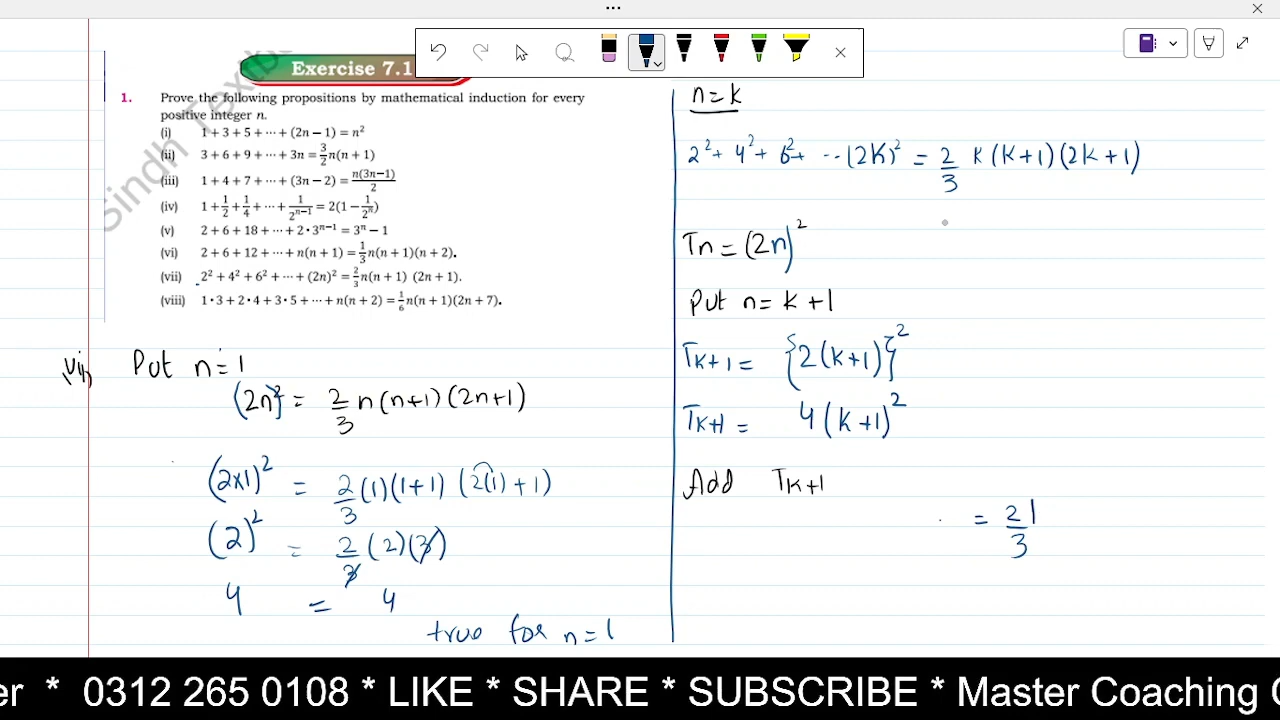 Exercise 7.1
Sindh Textbo
1. Prove the following propositions by mathematical induction for every
positive integer n.
(i) 1 + 3 + 5 + ⋯ + (2n − 1) = n²
(ii) 3 + 6 + 9 + ⋯ + 3n = 3/2 n(n + 1)
(iii) 1 + 4 + 7 + ⋯ + (3n − 2) = n(3n−1)/2
(iv) 1 + 1/2 + 1/4 + ⋯ + 1/2ⁿ⁻¹ = 2(1 − 1/2ⁿ)
(v) 2 + 6 + 18 + ⋯ + 2 • 3ⁿ⁻¹ = 3ⁿ − 1
(vi) 2 + 6 + 12 + ⋯ + n(n + 1) = 1/3 n(n + 1)(n + 2).
(vii) 2² + 4² + 6² + ⋯ + (2n)² = 2/3 n(n + 1) (2n + 1).
(viii) 1 • 3 + 2 • 4 + 3 • 5 + ⋯ + n(n + 2) = 1/6 n(n + 1)(2n + 7).
vii) Put n = 1
(2n)² = 2/3 n(n+1)(2n+1)
(2×1)² = 2/3 (1)(1+1)(2(1)+1)
(2)² = 2/3 (2)(3)
4 = 4
true for n = 1
n = k
2² + 4² + 6² + ⋯ (2k)² = 2/3 k(k+1)(2k+1)
Tn = (2n)²
Put n = k+1
Tk+1 = {2(k+1)}²
Tk+1 = 4(k+1)²
Add Tk+1
= 2/3 |
er * 0312 265 0108 * LIKE * SHARE * SUBSCRIBE * Master Coaching C